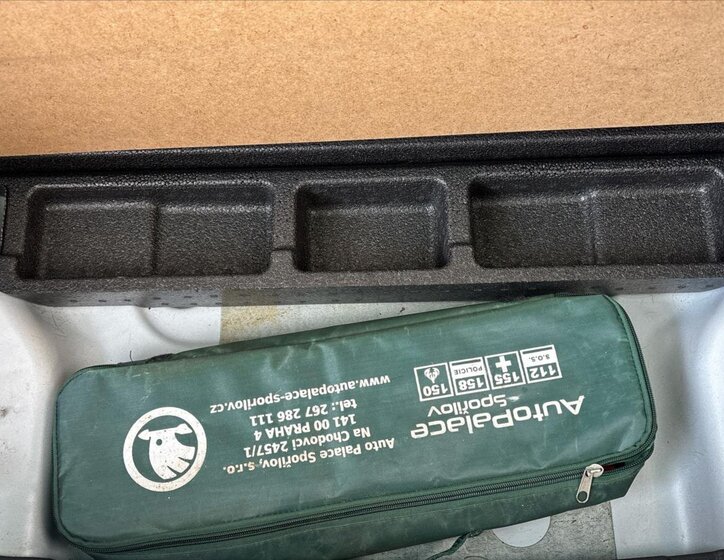 AutoPalace
Spořilov
112 155 158 150
S.O.S. POLICIE
Auto Palace Spořilov, s.r.o.
Na Chodovci 2457/1
141 00 PRAHA 4
tel.: 267 286 111
www.autopalace-sporilov.cz